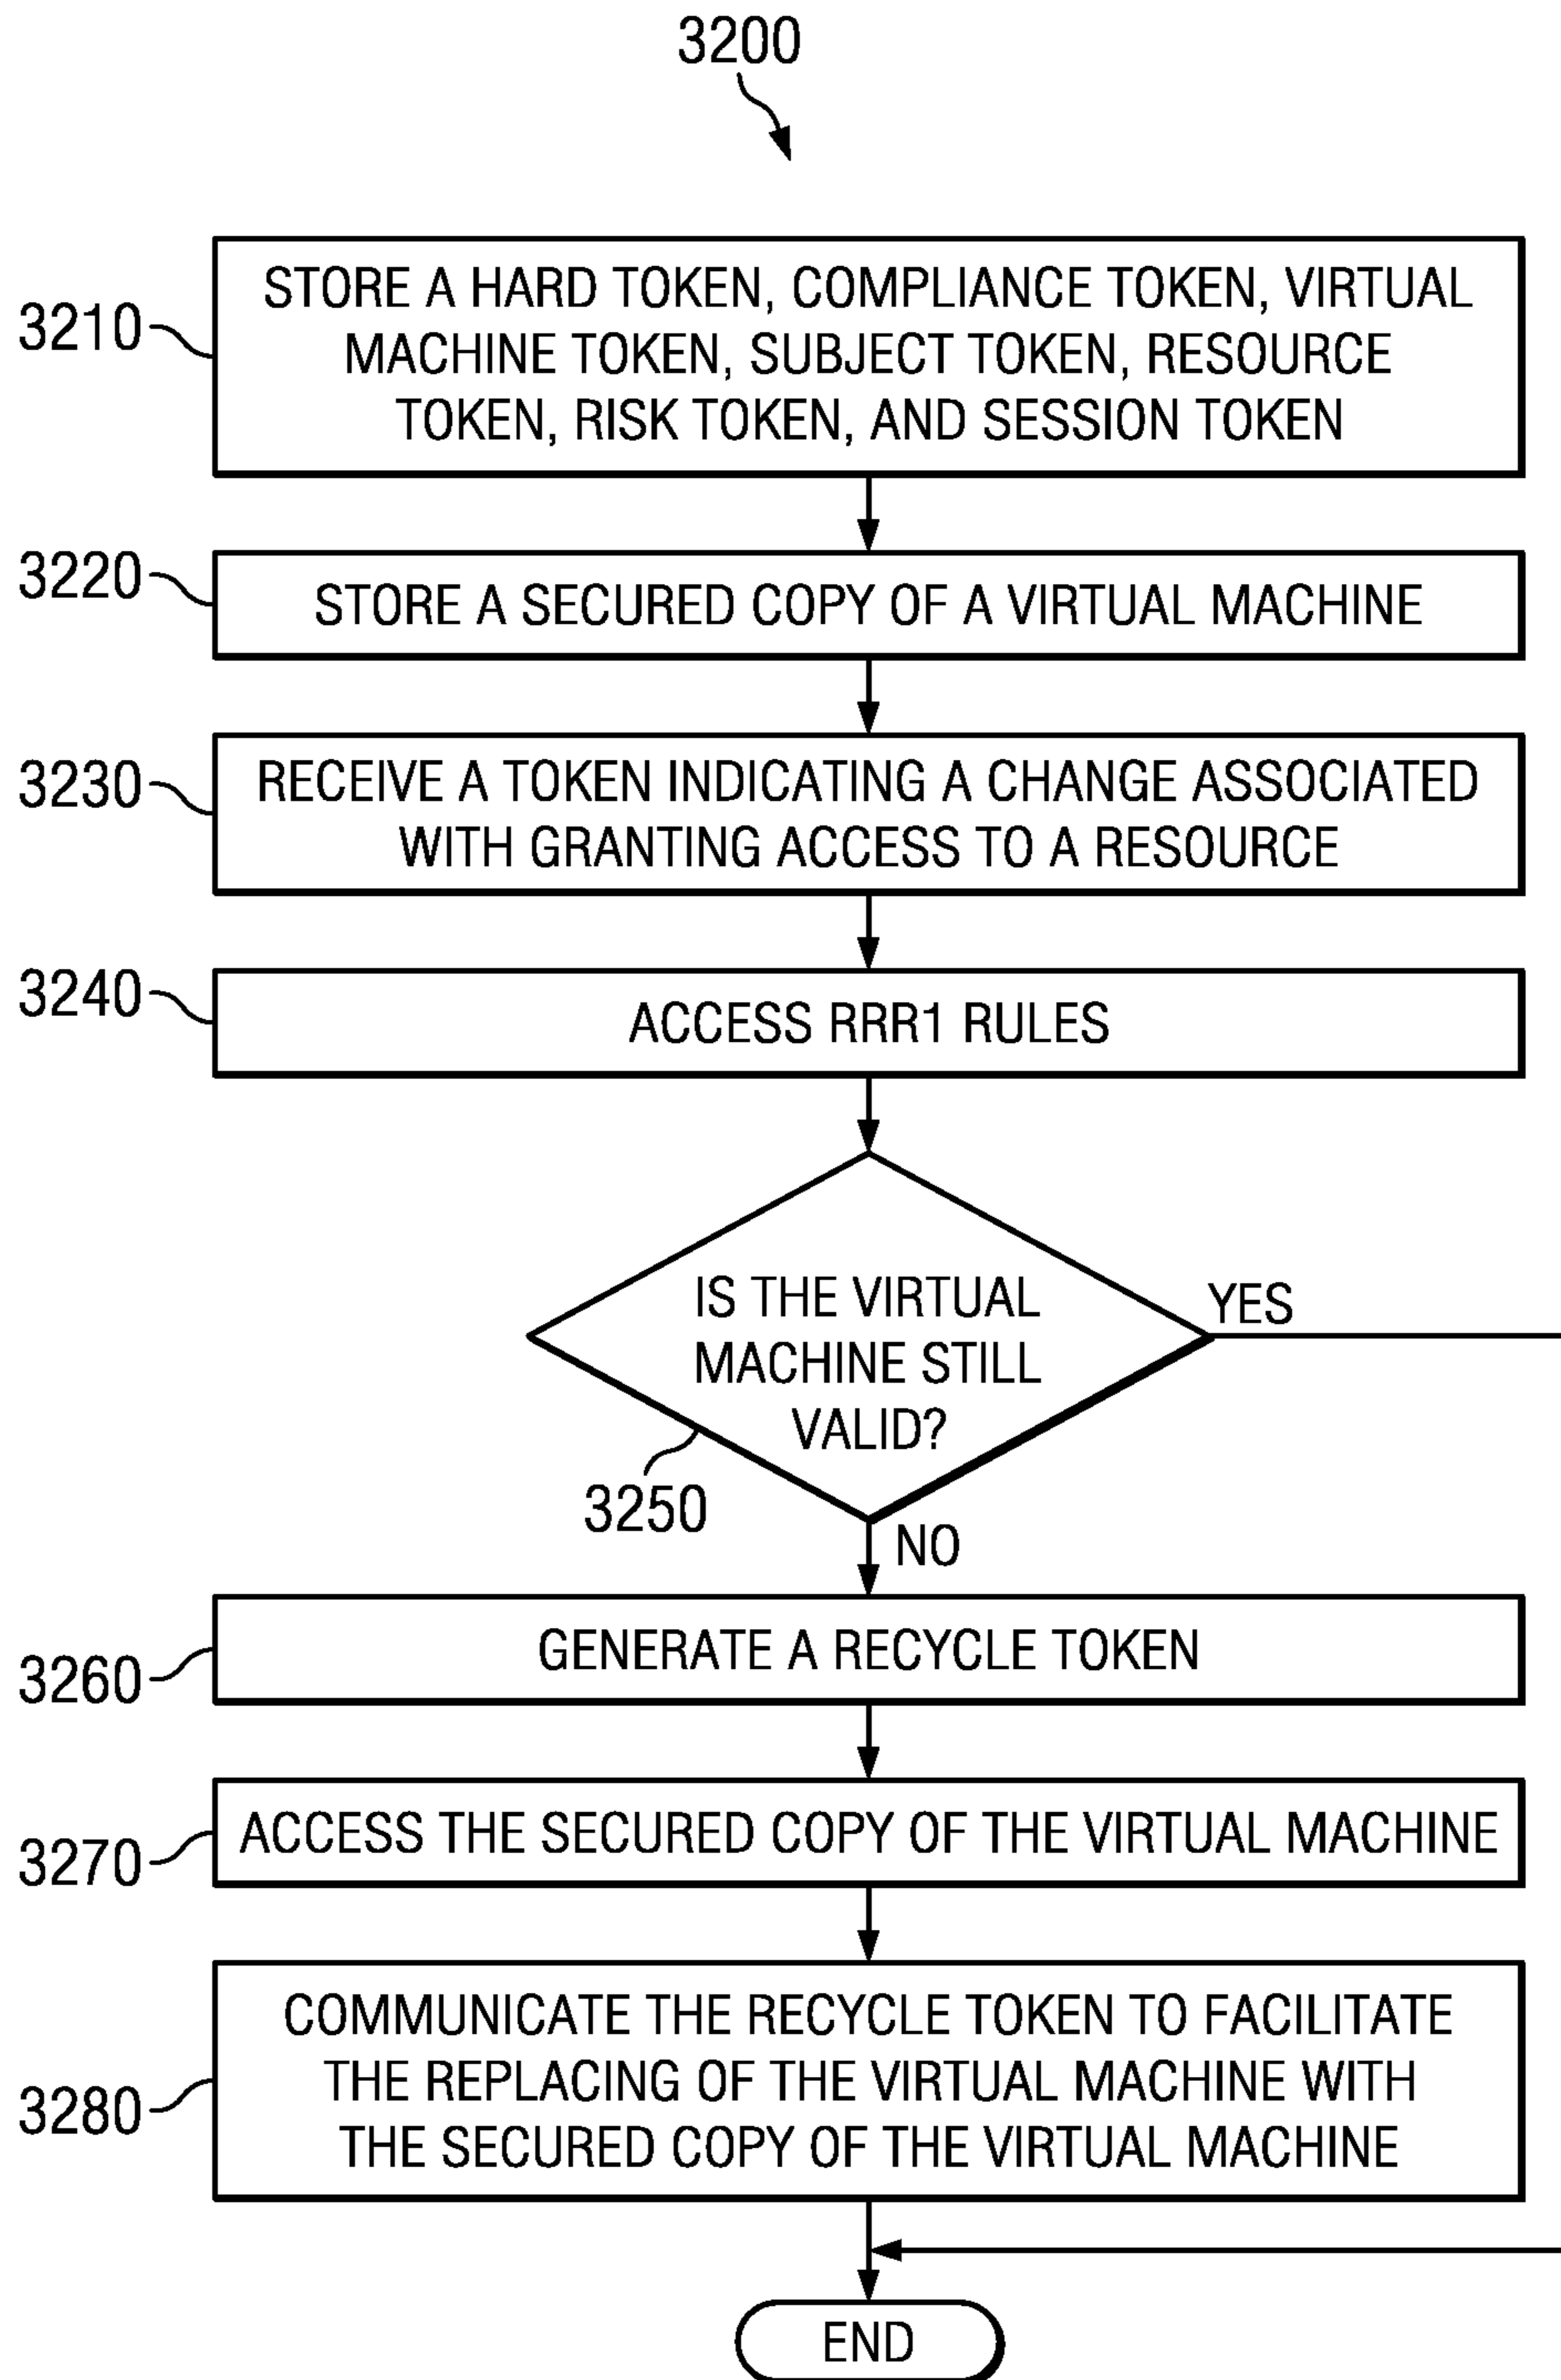 3200
3210
STORE A HARD TOKEN, COMPLIANCE TOKEN, VIRTUAL
MACHINE TOKEN, SUBJECT TOKEN, RESOURCE
TOKEN, RISK TOKEN, AND SESSION TOKEN
3220
STORE A SECURED COPY OF A VIRTUAL MACHINE
3230
RECEIVE A TOKEN INDICATING A CHANGE ASSOCIATED
WITH GRANTING ACCESS TO A RESOURCE
3240
ACCESS RRR1 RULES
IS THE VIRTUAL
MACHINE STILL
VALID?
YES
3250
NO
3260
GENERATE A RECYCLE TOKEN
3270
ACCESS THE SECURED COPY OF THE VIRTUAL MACHINE
3280
COMMUNICATE THE RECYCLE TOKEN TO FACILITATE
THE REPLACING OF THE VIRTUAL MACHINE WITH
THE SECURED COPY OF THE VIRTUAL MACHINE
END